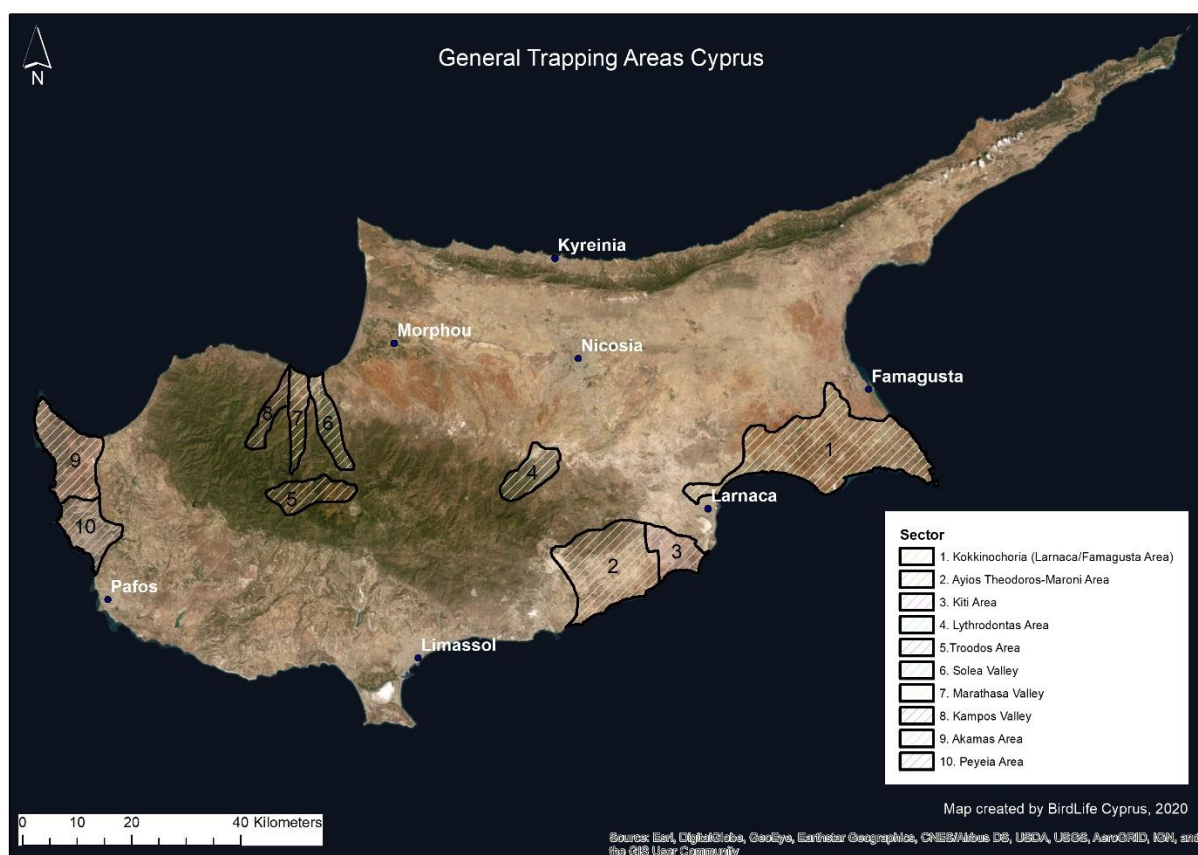 General Trapping Areas Cyprus
N
Kyreinia
Morphou
Nicosia
Famagusta
8
7
6
9
1
4
5
Larnaca
10
3
2
Pafos
Limassol
Sector
1. Kokkinochoria (Larnaca/Famagusta Area)
2. Ayios Theodoros-Maroni Area
3. Kiti Area
4. Lythrodontas Area
5.Troodos Area
6. Solea Valley
7. Marathasa Valley
8. Kampos Valley
9. Akamas Area
10. Peyeia Area
0 10 20 40 Kilometers
Map created by BirdLife Cyprus, 2020
Source: Esri, DigitalGlobe, GeoEye, Earthstar Geographics, CNES/Airbus DS, USDA, USGS, AeroGRID, IGN, and
the GIS User Community